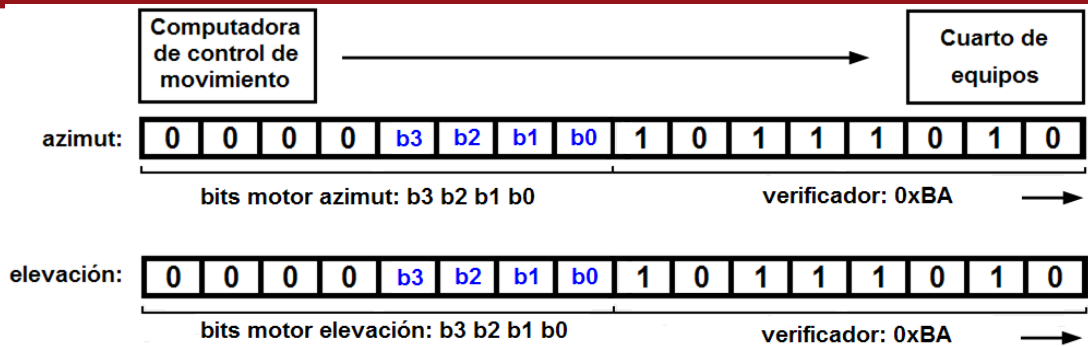 Computadora
de control de
movimiento
Cuarto de
equipos
azimut: 0 0 0 0 b3 b2 b1 b0 1 0 1 1 1 0 1 0
bits motor azimut: b3 b2 b1 b0 verificador: 0xBA
elevación: 0 0 0 0 b3 b2 b1 b0 1 0 1 1 1 0 1 0
bits motor elevación: b3 b2 b1 b0 verificador: 0xBA